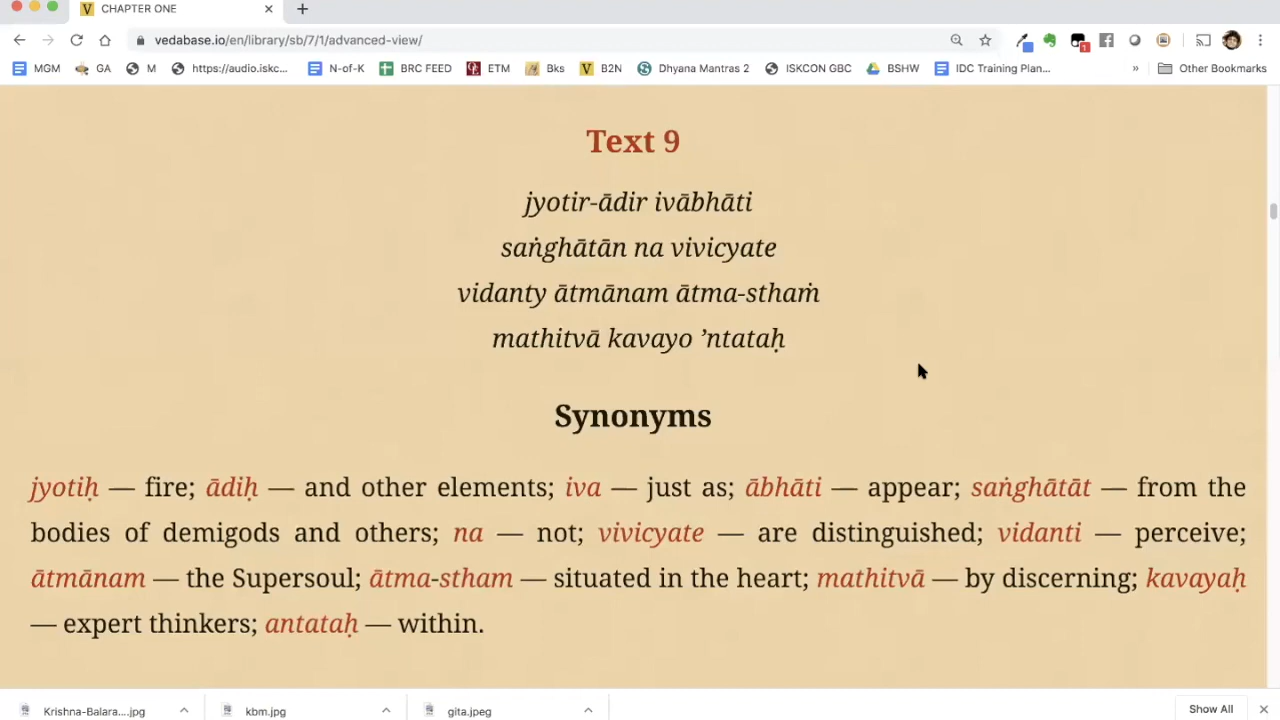 CHAPTER ONE
vedabase.io/en/library/sb/7/1/advanced-view/
MGM GA M https://audio.iskc... N-of-K BRC FEED ETM Bks B2N Dhyana Mantras 2 ISKCON GBC BSHW IDC Training Plan... » Other Bookmarks
Text 9
jyotir-ādir ivābhāti
saṅghātān na vivicyate
vidanty ātmānam ātma-sthaṁ
mathitvā kavayo ’ntataḥ
Synonyms
jyotiḥ — fire; ādiḥ — and other elements; iva — just as; ābhāti — appear; saṅghātāt — from the
bodies of demigods and others; na — not; vivicyate — are distinguished; vidanti — perceive;
ātmānam — the Supersoul; ātma-stham — situated in the heart; mathitvā — by discerning; kavayaḥ
— expert thinkers; antataḥ — within.
Krishna-Balara....jpg kbm.jpg gita.jpeg Show All